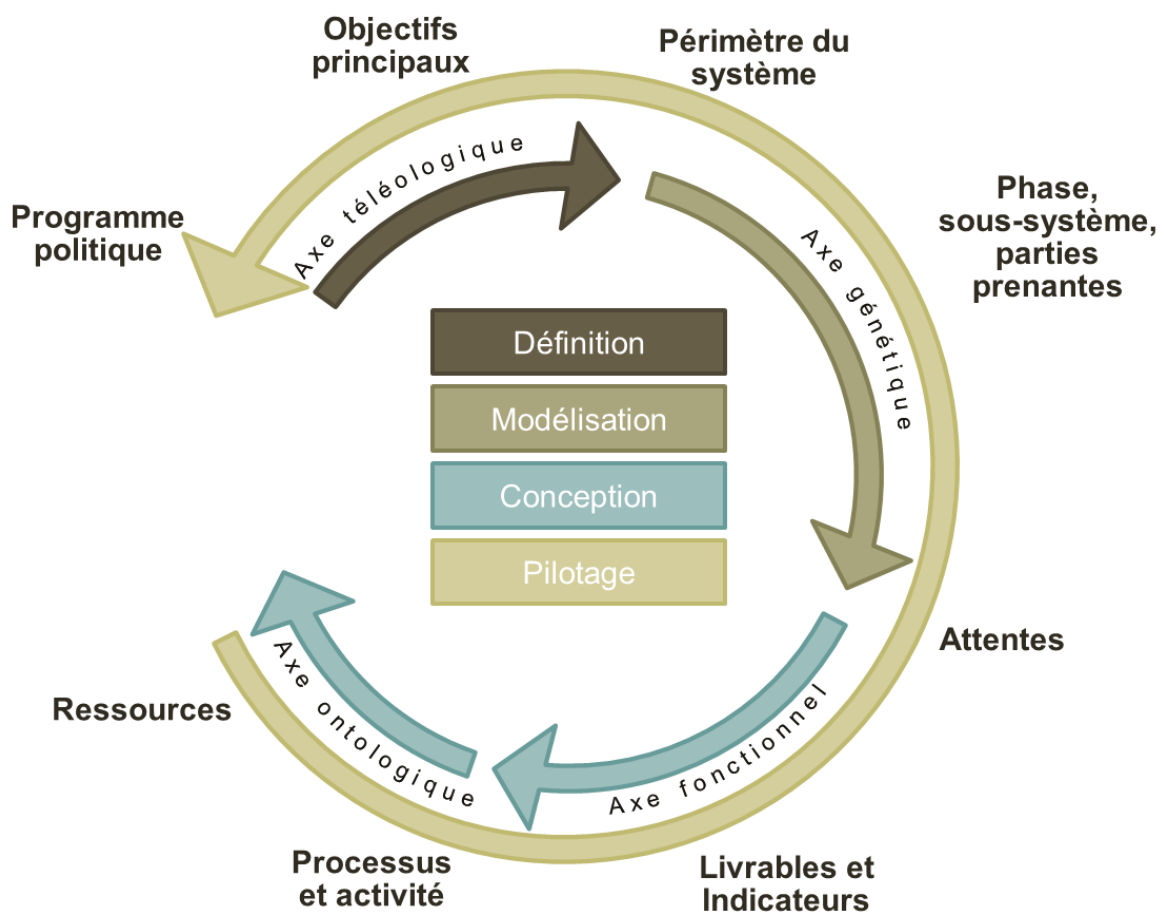 Objectifs
principaux
Périmètre du
système
Programme
politique
Axe téléologique
Axe génétique
Phase,
sous-système,
parties
prenantes
Définition
Modélisation
Conception
Pilotage
Attentes
Axe fonctionnel
Axe ontologique
Ressources
Processus
et activité
Livrables et
Indicateurs